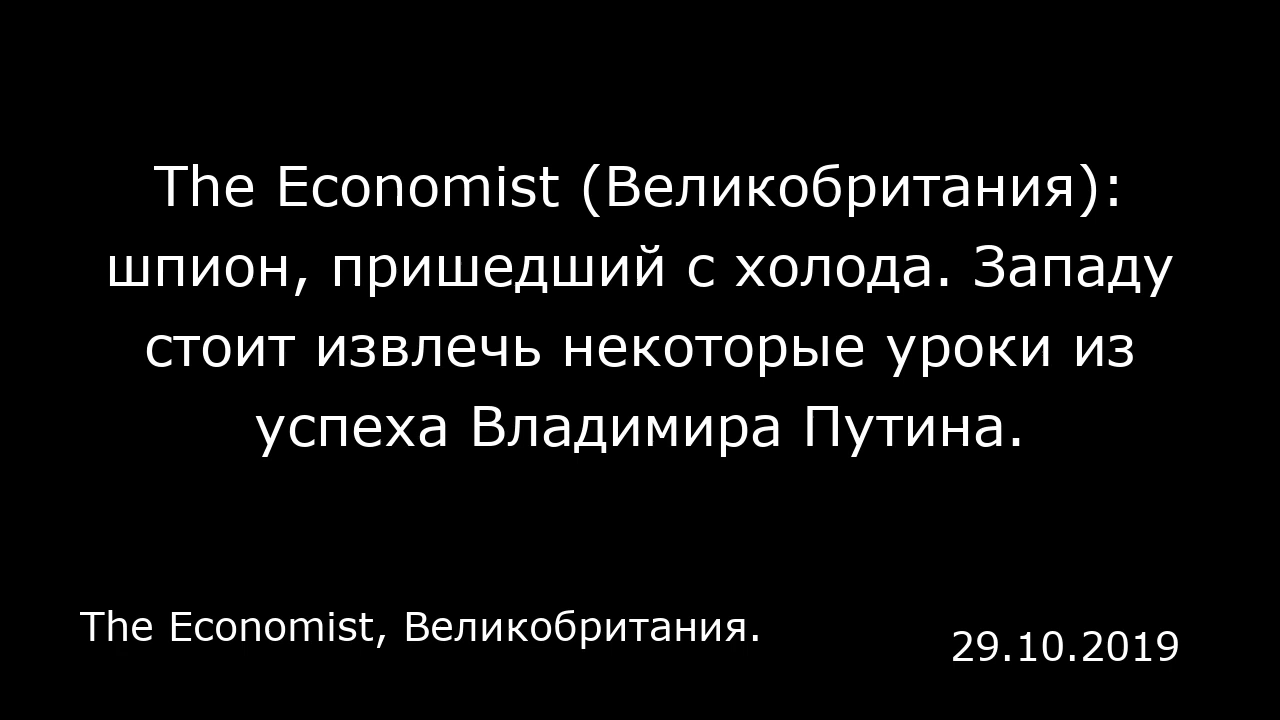 The Economist (Великобритания):
шпион, пришедший с холода. Западу
стоит извлечь некоторые уроки из
успеха Владимира Путина.
The Economist, Великобритания.
29.10.2019